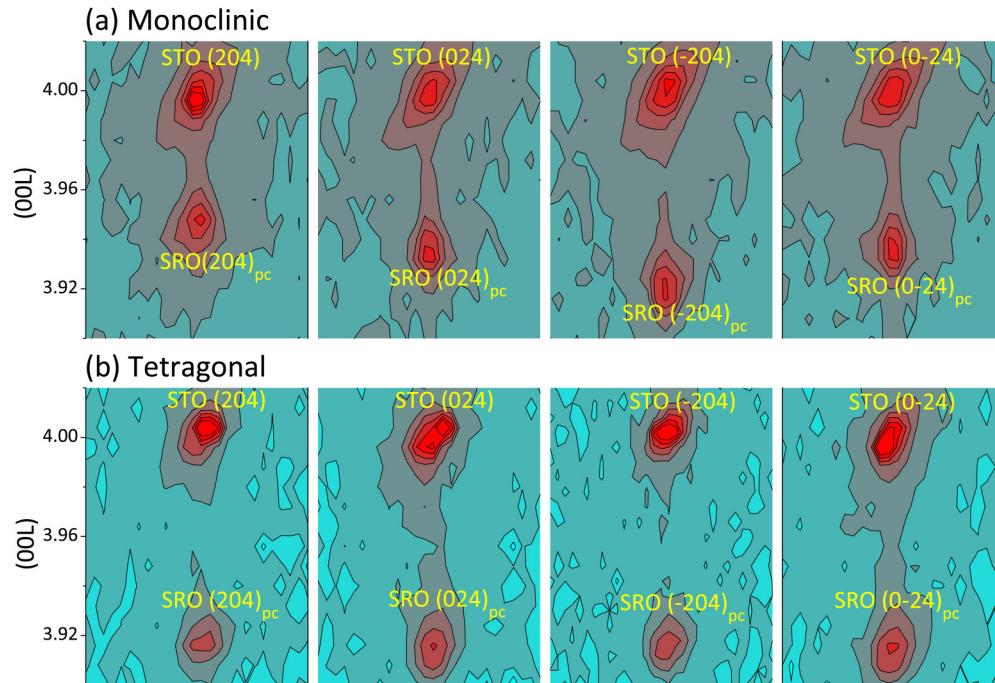 (a) Monoclinic
STO (204)
STO (024)
STO (-204)
STO (0-24)
4.00
3.96
3.92
(00L)
SRO(204)pc
SRO (024)pc
SRO (-204)pc
SRO (0-24)pc
(b) Tetragonal
STO (204)
STO (024)
STO (-204)
STO (0-24)
4.00
3.96
3.92
(00L)
SRO (204)pc
SRO (024)pc
SRO (-204)pc
SRO (0-24)pc